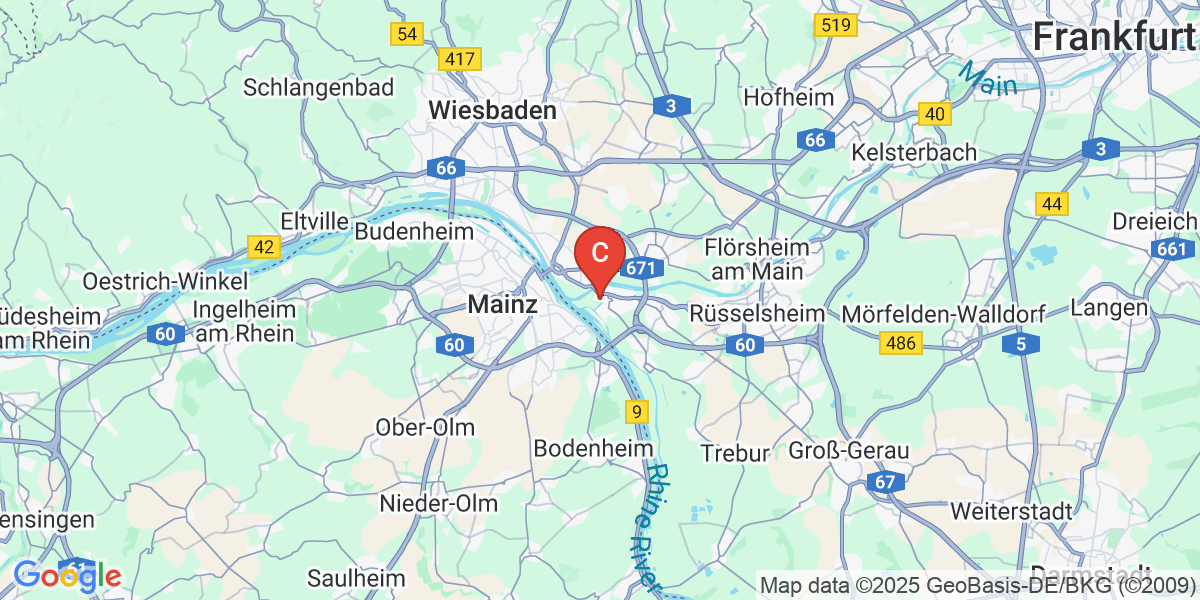 54
519
Frankfurt
417
Main
Schlangenbad
Wiesbaden
3
Hofheim
40
66
66
Kelsterbach
3
44
Eltville
Budenheim
42
C
671
Flörsheim
am Main
Dreieich
661
Oestrich-Winkel
Mainz
Ingelheim
am Rhein
üdesheim
am Rhein
60
60
Rüsselsheim
60
Mörfelden-Walldorf
486
5
Langen
9
Ober-Olm
Bodenheim
Trebur
Groß-Gerau
67
Rhine River
Nieder-Olm
Weiterstadt
ensingen
61
Google
Saulheim
Darmstadt
Map data ©2025 GeoBasis-DE/BKG (©2009)